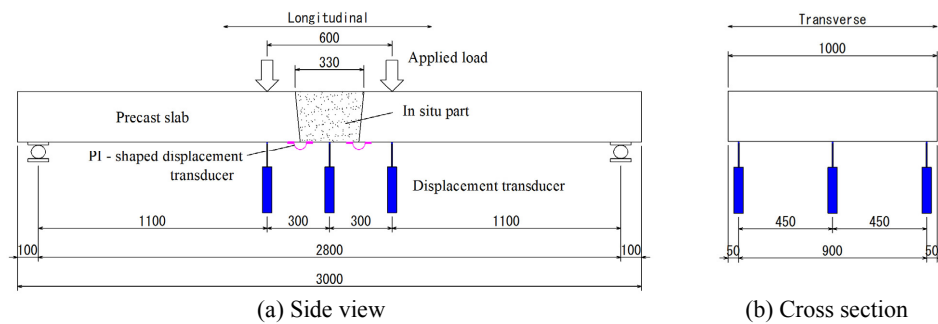 Longitudinal
600
Applied load
330
Precast slab
In situ part
PI - shaped displacement
transducer
Displacement transducer
1100
300
300
1100
100
2800
100
3000
(a) Side view
Transverse
1000
450
450
50
900
50
(b) Cross section